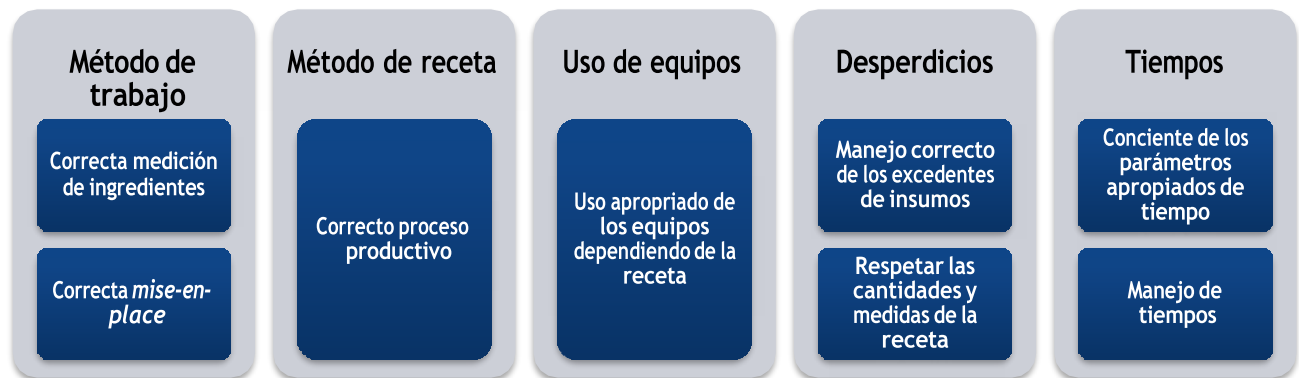 Método de
trabajo
Correcta medición
de ingredientes
Correcta mise-en-
place
Método de receta
Correcto proceso
productivo
Uso de equipos
Uso apropiado de
los equipos
dependiendo de la
receta
Desperdicios
Manejo correcto
de los excedentes
de insumos
Respetar las
cantidades y
medidas de la
receta
Tiempos
Conciente de los
parámetros
apropiados de
tiempo
Manejo de
tiempos